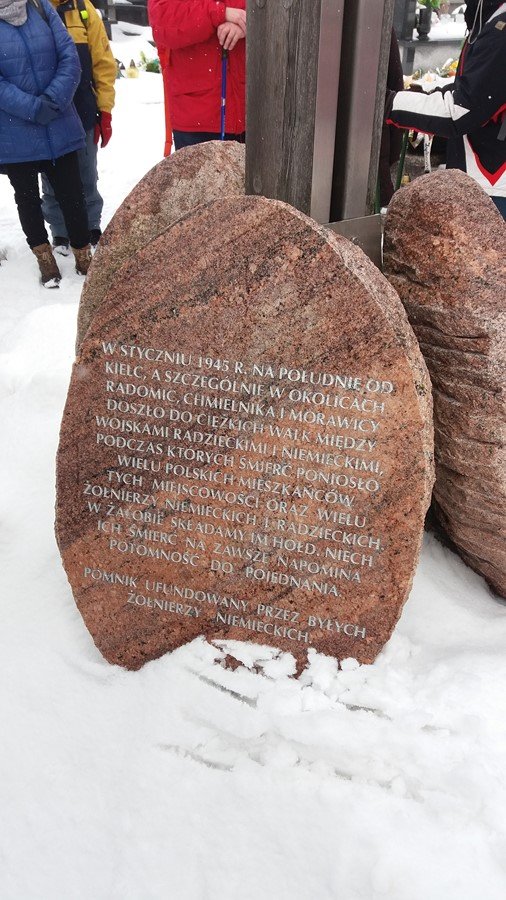 W STYCZNIU 1945 R. NA POŁUDNIE OD
KIELC, A SZCZEGÓLNIE W OKOLICACH
RADOMIC, CHMIELNIKA I MORAWICY
DOSZŁO DO CIĘŻKICH WALK MIĘDZY
WOJSKAMI RADZIECKIMI I NIEMIECKIMI,
PODCZAS KTÓRYCH ŚMIERĆ PONIOSŁO
WIELU POLSKICH MIESZKAŃCÓW
TYCH MIEJSCOWOŚCI ORAZ WIELU
ŻOŁNIERZY NIEMIECKICH I RADZIECKICH.
W ŻAŁOBIE SKŁADAMY IM HOŁD. NIECH
ICH ŚMIERĆ NA ZAWSZE NAPOMINA
POTOMNOŚĆ DO POJEDNANIA.
POMNIK UFUNDOWANY PRZEZ BYŁYCH
ŻOŁNIERZY NIEMIECKICH.